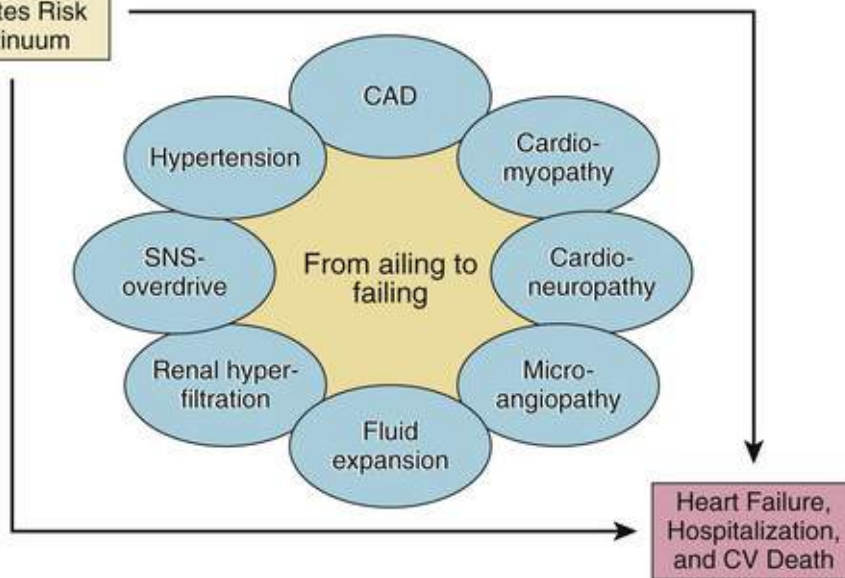 tes Risk
tinuum
CAD
Hypertension
Cardio-
myopathy
SNS-
overdrive
From ailing to
failing
Cardio-
neuropathy
Renal hyper-
filtration
Micro-
angiopathy
Fluid
expansion
Heart Failure,
Hospitalization,
and CV Death